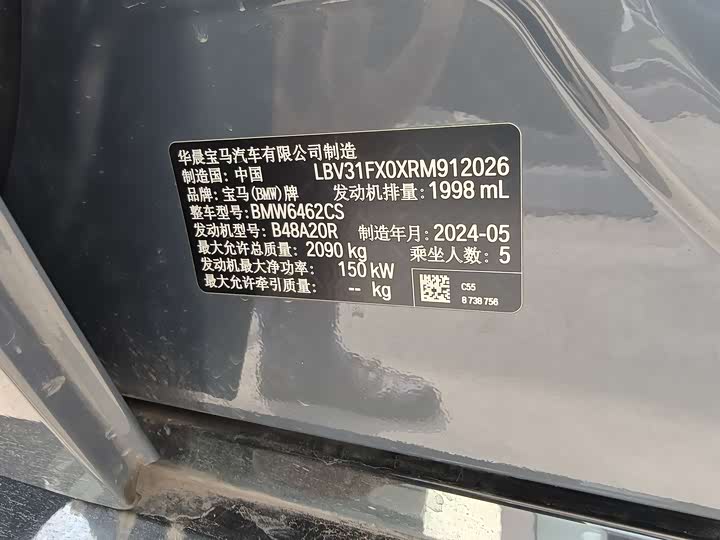 华晨宝马汽车有限公司制造
制造国: 中国 LBV31FX0XRM912026
品牌: 宝马(BMW)牌 发动机排量: 1998 mL
整车型号: BMW6462CS
发动机型号: B48A20R 制造年月: 2024-05
最大允许总质量: 2090 kg 乘坐人数: 5
发动机最大净功率: 150 kW
最大允许牵引质量: -- kg
C55
8 738 756